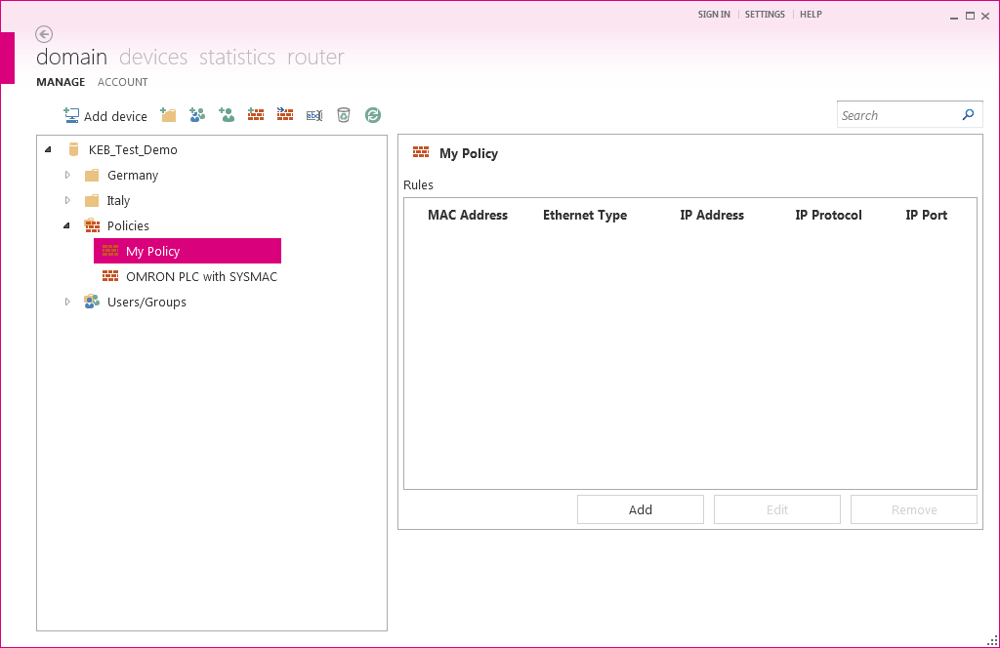 SIGN IN SETTINGS HELP
domain devices statistics router
MANAGE ACCOUNT
Add device
Search
KEB_Test_Demo
Germany
Italy
Policies
My Policy
OMRON PLC with SYSMAC
Users/Groups
My Policy
Rules
MAC Address Ethernet Type IP Address IP Protocol IP Port
Add Edit Remove